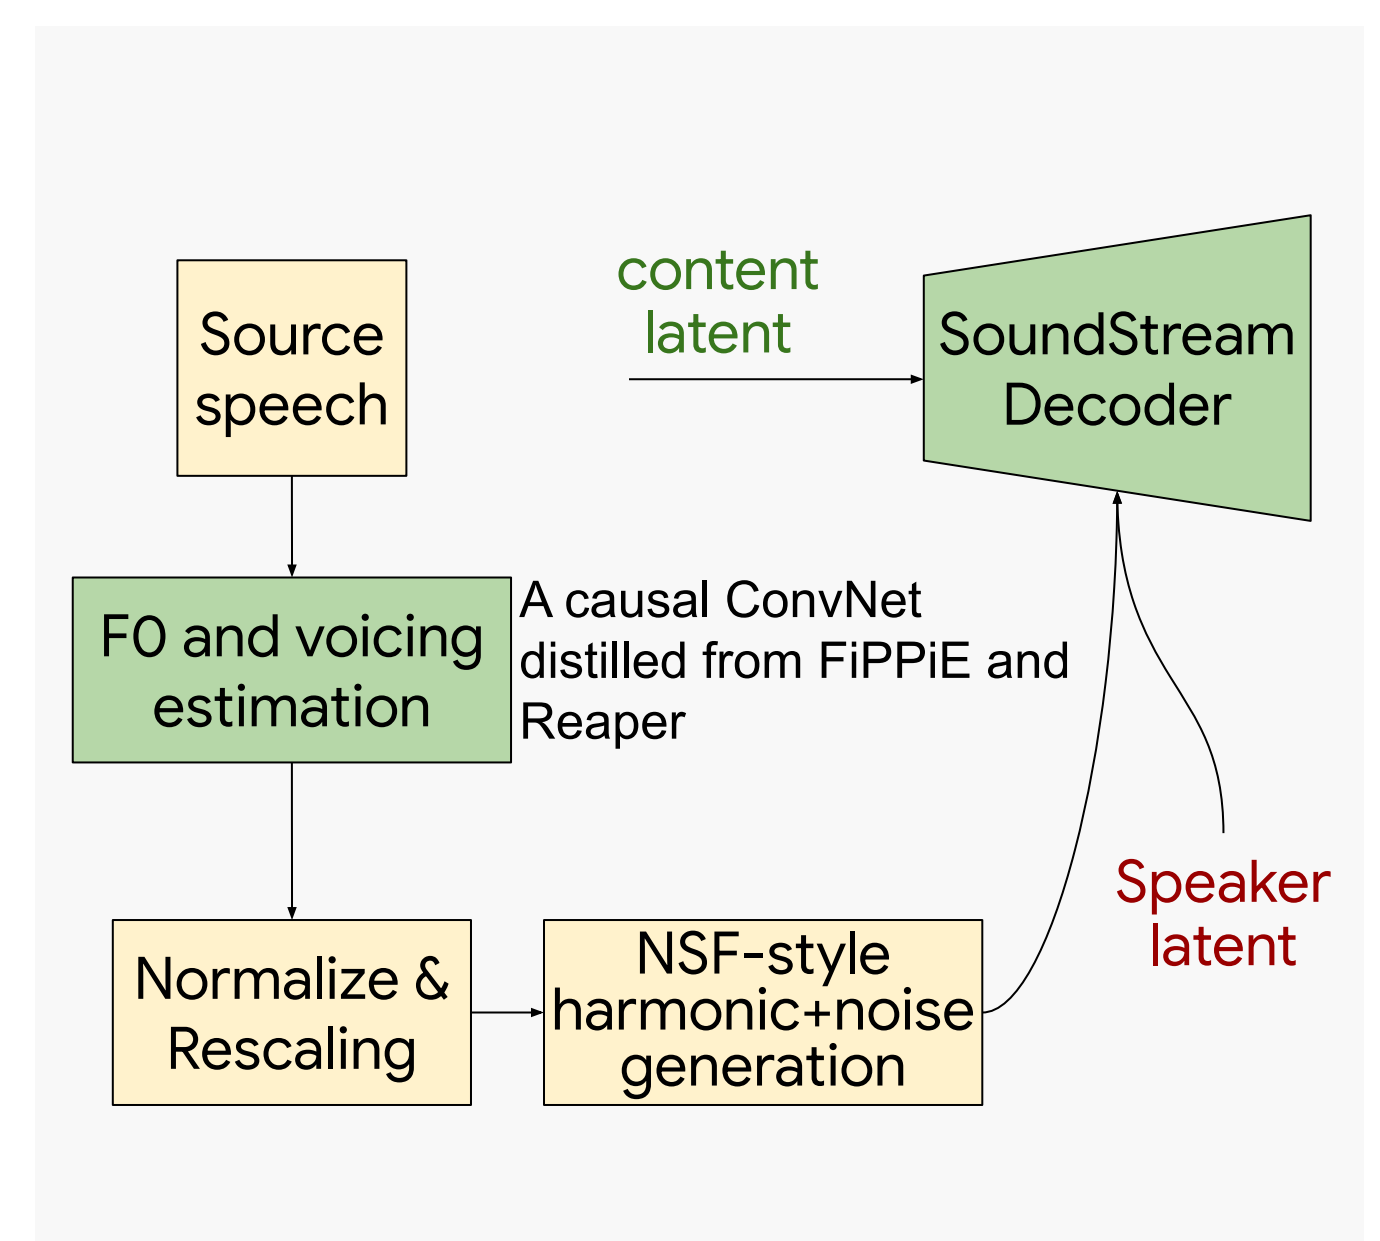 Source
speech
content
latent
SoundStream
Decoder
F0 and voicing
estimation
A causal ConvNet
distilled from FiPPiE and
Reaper
Normalize &
Rescaling
NSF-style
harmonic+noise
generation
Speaker
latent